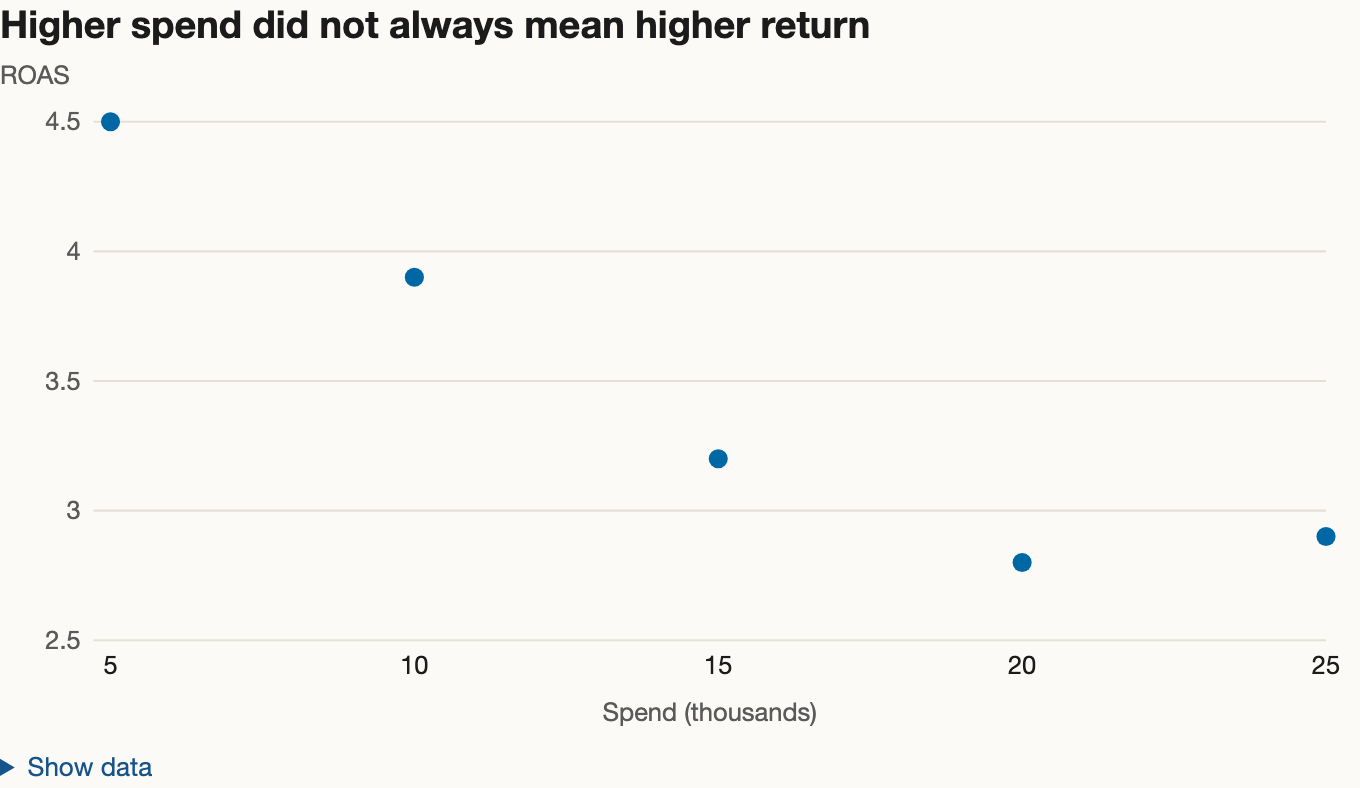 Higher spend did not always mean higher return
ROAS
4.5
4
3.5
3
2.5
5 10 15 20 25
Spend (thousands)
Show data